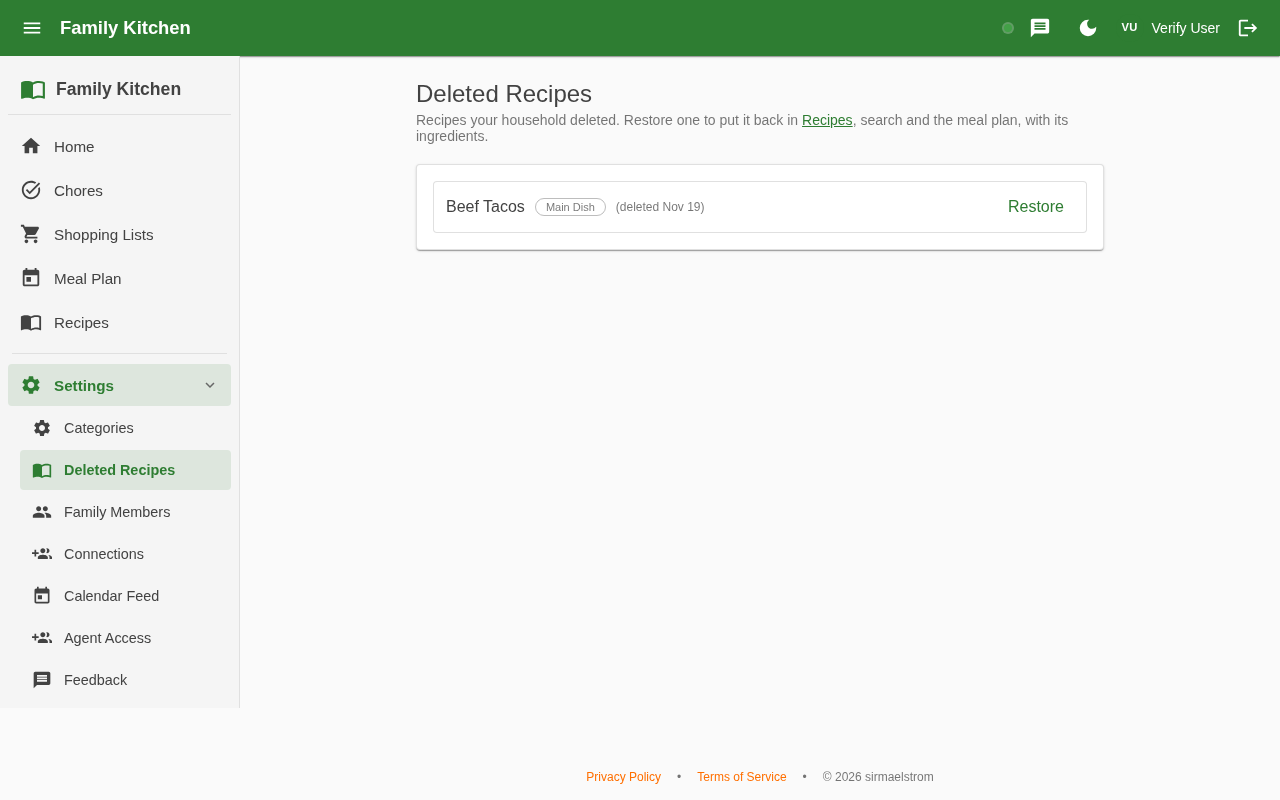 Family Kitchen
VU Verify User
Family Kitchen
Home
Chores
Shopping Lists
Meal Plan
Recipes
Settings
Categories
Deleted Recipes
Family Members
Connections
Calendar Feed
Agent Access
Feedback
Deleted Recipes
Recipes your household deleted. Restore one to put it back in Recipes, search and the meal plan, with its
ingredients.
Beef Tacos Main Dish (deleted Nov 19) Restore
Privacy Policy • Terms of Service • © 2026 sirmaelstrom